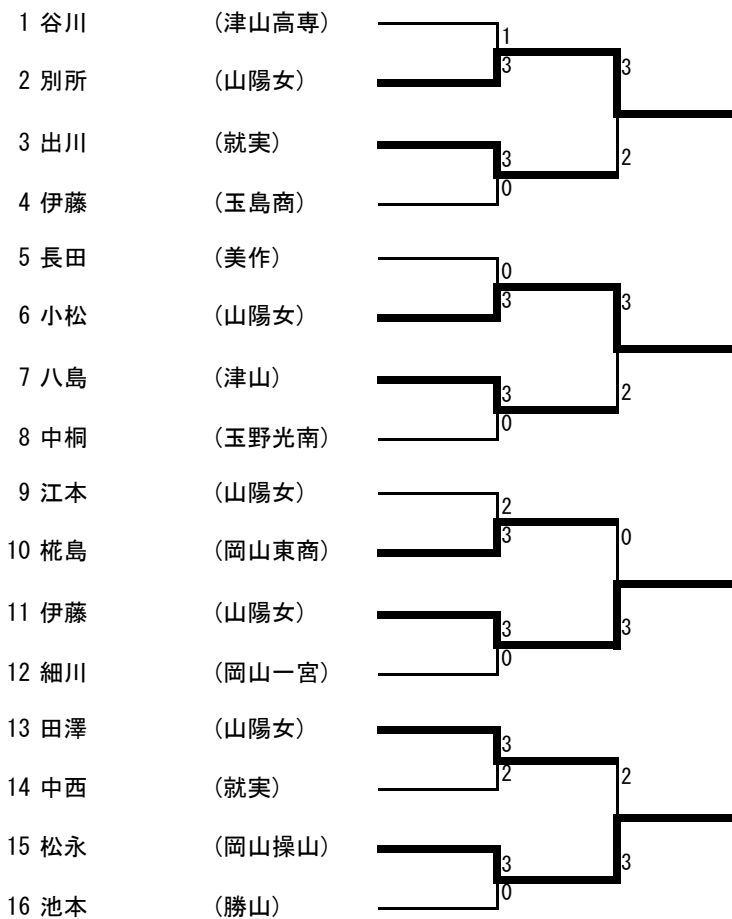 1 谷川 (津山高専)
1
3
2 別所 (山陽女)
3
3 出川 (就実)
3
2
0
4 伊藤 (玉島商)
5 長田 (美作)
0
3
6 小松 (山陽女)
3
7 八島 (津山)
3
2
0
8 中桐 (玉野光南)
9 江本 (山陽女)
2
3
10 椛島 (岡山東商)
0
11 伊藤 (山陽女)
3
3
0
12 細川 (岡山一宮)
13 田澤 (山陽女)
3
2
14 中西 (就実)
2
15 松永 (岡山操山)
3
3
0
16 池本 (勝山)